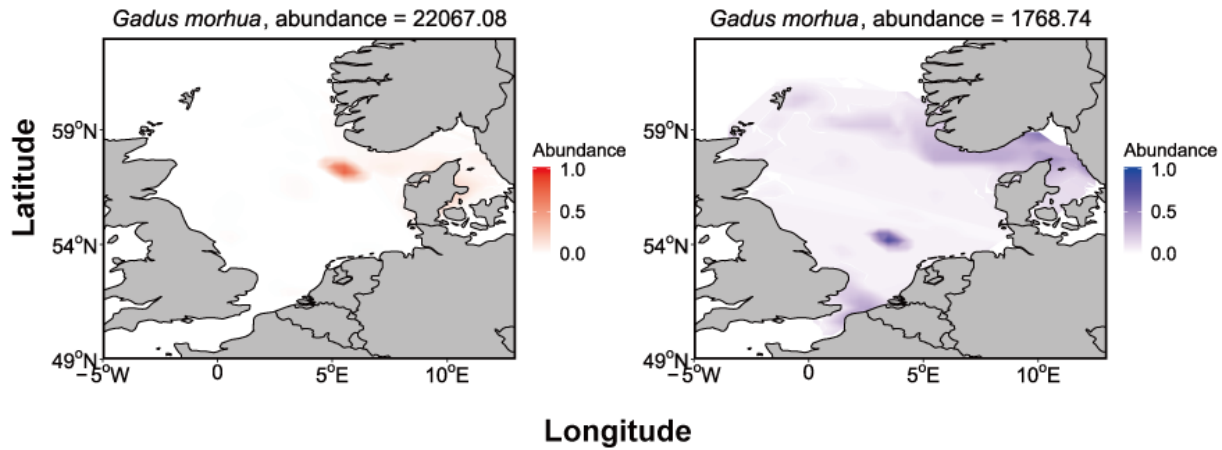 Gadus morhua, abundance = 22067.08
Gadus morhua, abundance = 1768.74
Latitude
59°N
54°N
49°N
−5°W
0
5°E
10°E
Abundance
1.0
0.5
0.0
59°N
54°N
49°N
−5°W
0
5°E
10°E
Abundance
1.0
0.5
0.0
Longitude